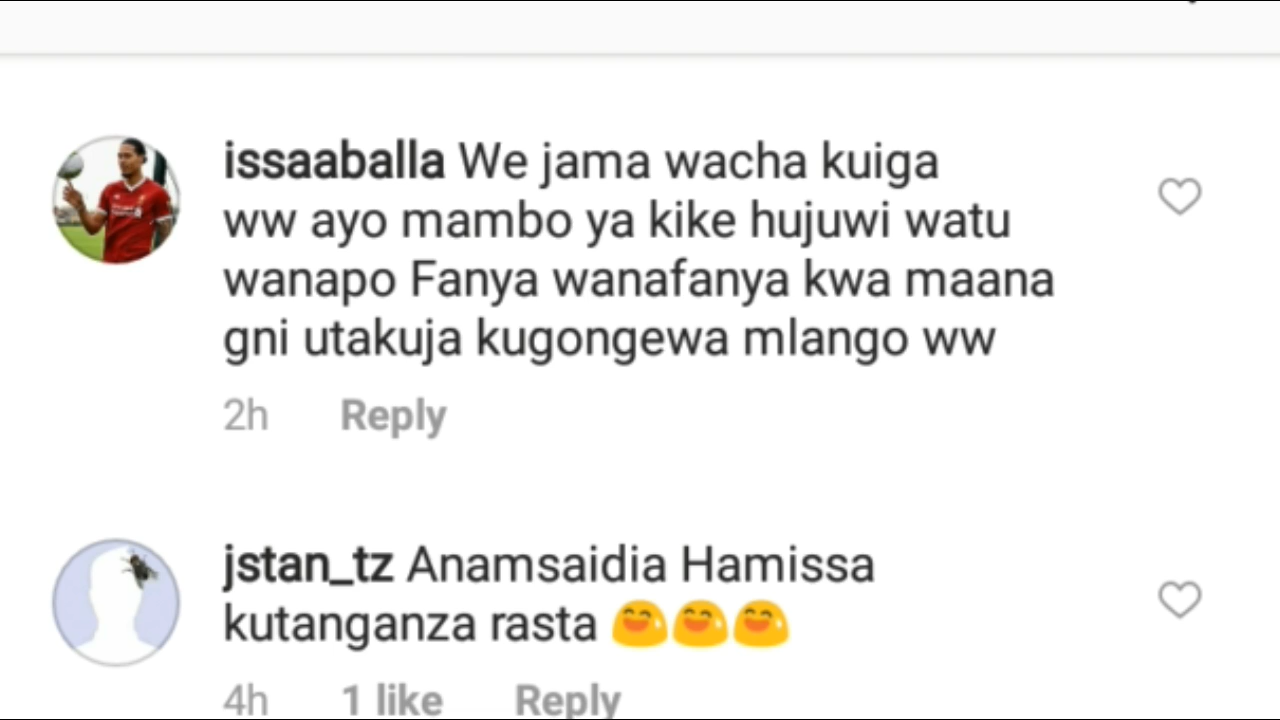 issaaballa We jama wacha kuiga
ww ayo mambo ya kike hujuwi watu
wanapo Fanya wanafanya kwa maana
gni utakuja kugongewa mlango ww
2h Reply
jstan_tz Anamsaidia Hamissa
kutanganza rasta 😄😄😄
4h 1 like Reply